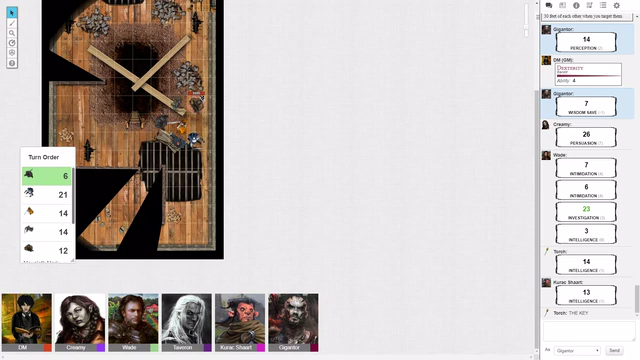 30 feet of each other when you target them.
Gigantor:
14
PERCEPTION
DM (GM):
DEXTERITY
Ability: 4
Gigantor:
7
WISDOM SAVE
Creamy:
26
PERSUASION
Wade:
7
INTIMIDATION
6
INTIMIDATION
23
INVESTIGATION
3
INTELLIGENCE
Torch:
14
INTELLIGENCE
Kurac Shaart:
13
INTELLIGENCE
Torch: THE KEY
As
Gigantor
Send
Turn Order
6
21
14
14
12
DM
Creamy
Wade
Taveron
Kurac Shaart
Gigantor